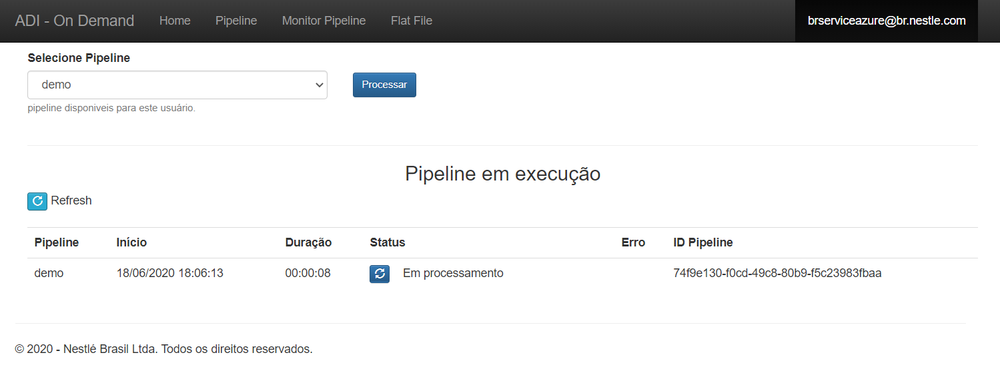 ADI - On Demand Home Pipeline Monitor Pipeline Flat File brserviceazure@br.nestle.com
Selecione Pipeline
demo Processar
pipeline disponiveis para este usuário.
Pipeline em execução
Refresh
Pipeline Início Duração Status Erro ID Pipeline
demo 18/06/2020 18:06:13 00:00:08 Em processamento 74f9e130-f0cd-49c8-80b9-f5c23983fbaa
© 2020 - Nestlé Brasil Ltda. Todos os direitos reservados.